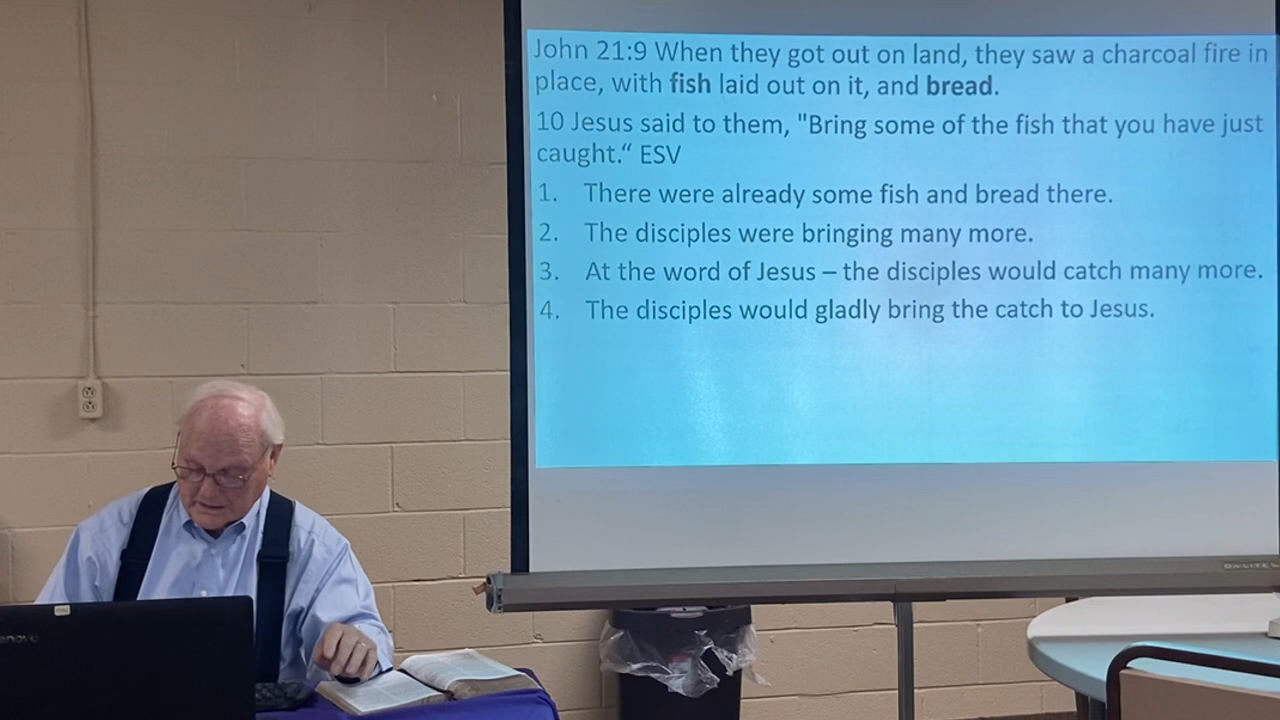 John 21:9 When they got out on land, they saw a charcoal fire in
place, with fish laid out on it, and bread.
10 Jesus said to them, "Bring some of the fish that you have just
caught.“ ESV
1. There were already some fish and bread there.
2. The disciples were bringing many more.
3. At the word of Jesus – the disciples would catch many more.
4. The disciples would gladly bring the catch to Jesus.
enovo